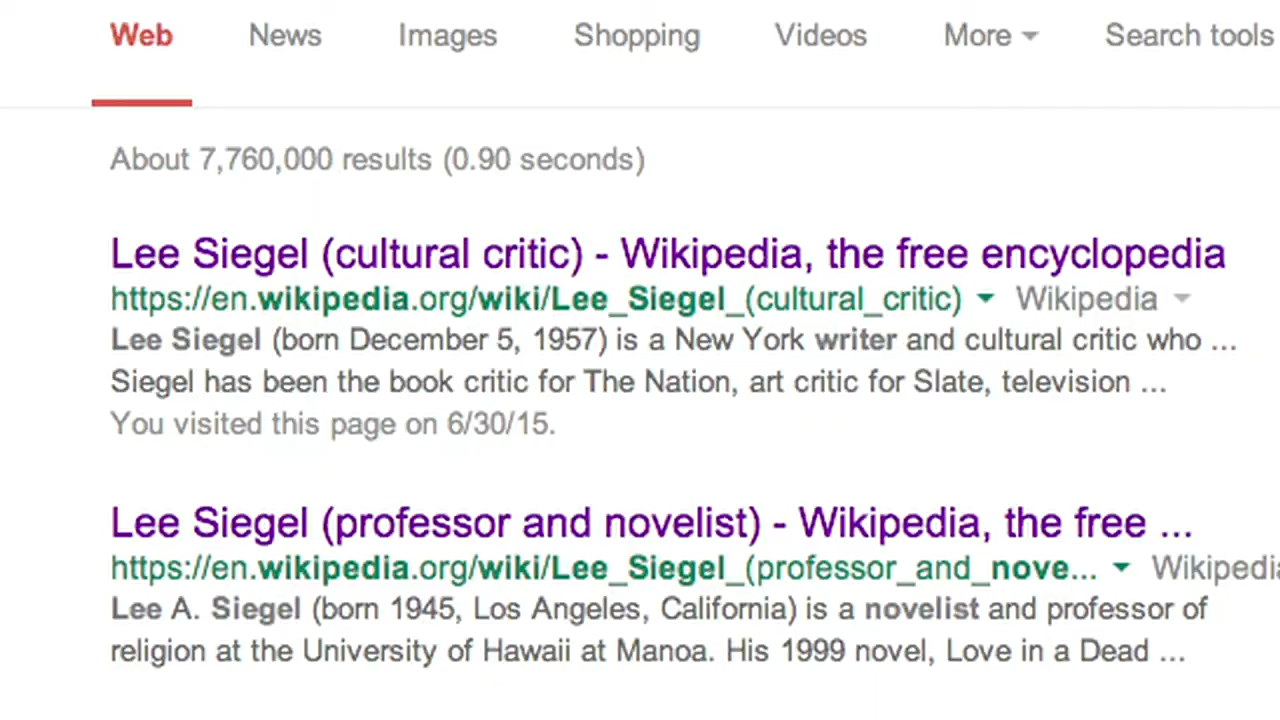 Web News Images Shopping Videos More Search tools
About 7,760,000 results (0.90 seconds)
Lee Siegel (cultural critic) - Wikipedia, the free encyclopedia
https://en.wikipedia.org/wiki/Lee_Siegel_(cultural_critic) Wikipedia
Lee Siegel (born December 5, 1957) is a New York writer and cultural critic who ...
Siegel has been the book critic for The Nation, art critic for Slate, television ...
You visited this page on 6/30/15.
Lee Siegel (professor and novelist) - Wikipedia, the free ...
https://en.wikipedia.org/wiki/Lee_Siegel_(professor_and_nove... Wikipedia
Lee A. Siegel (born 1945, Los Angeles, California) is a novelist and professor of
religion at the University of Hawaii at Manoa. His 1999 novel, Love in a Dead ...